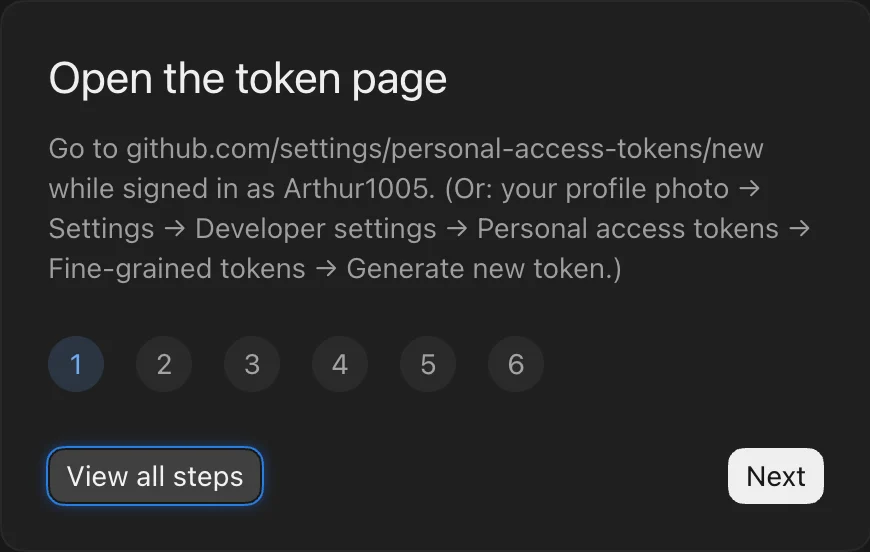 Open the token page
Go to github.com/settings/personal-access-tokens/new
while signed in as Arthur1005. (Or: your profile photo →
Settings → Developer settings → Personal access tokens →
Fine-grained tokens → Generate new token.)
1 2 3 4 5 6
View all steps Next